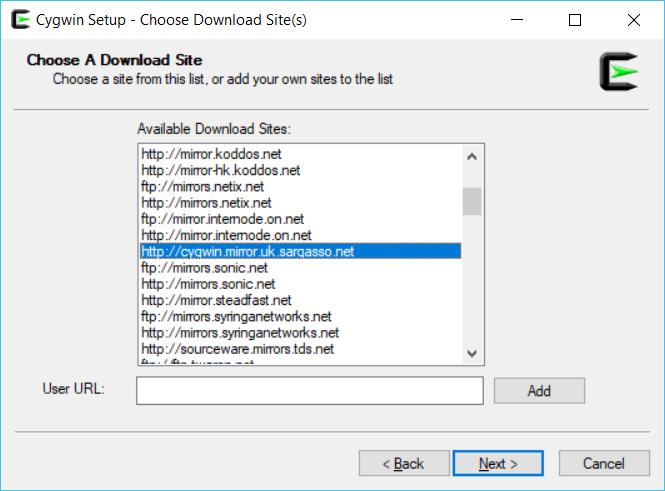 Cygwin Setup - Choose Download Site(s)
Choose A Download Site
Choose a site from this list, or add your own sites to the list
Available Download Sites:
http://mirror.koddos.net
http://mirror-hk.koddos.net
ftp://mirrors.netix.net
http://mirrors.netix.net
ftp://mirror.internode.on.net
http://mirror.internode.on.net
http://cygwin.mirror.uk.sargasso.net
ftp://mirrors.sonic.net
http://mirrors.sonic.net
http://mirror.steadfast.net
ftp://mirrors.syringanetworks.net
http://mirrors.syringanetworks.net
http://sourceware.mirrors.tds.net
User URL:
Add
< Back
Next >
Cancel